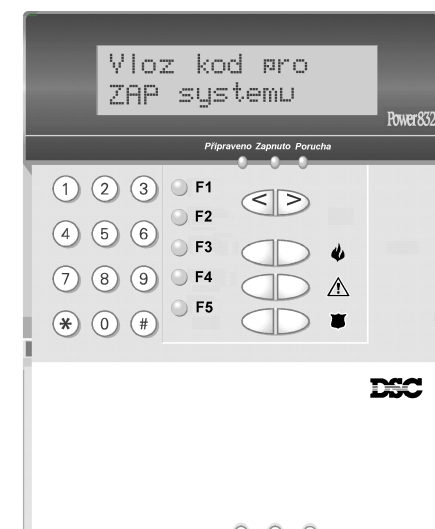 Vloz kod pro
ZAP systemu
Power832
Připraveno Zapnuto Porucha
1 2 3
F1
< >
F2
4 5 6
F3
7 8 9
F4
F5
* 0 #
DSC